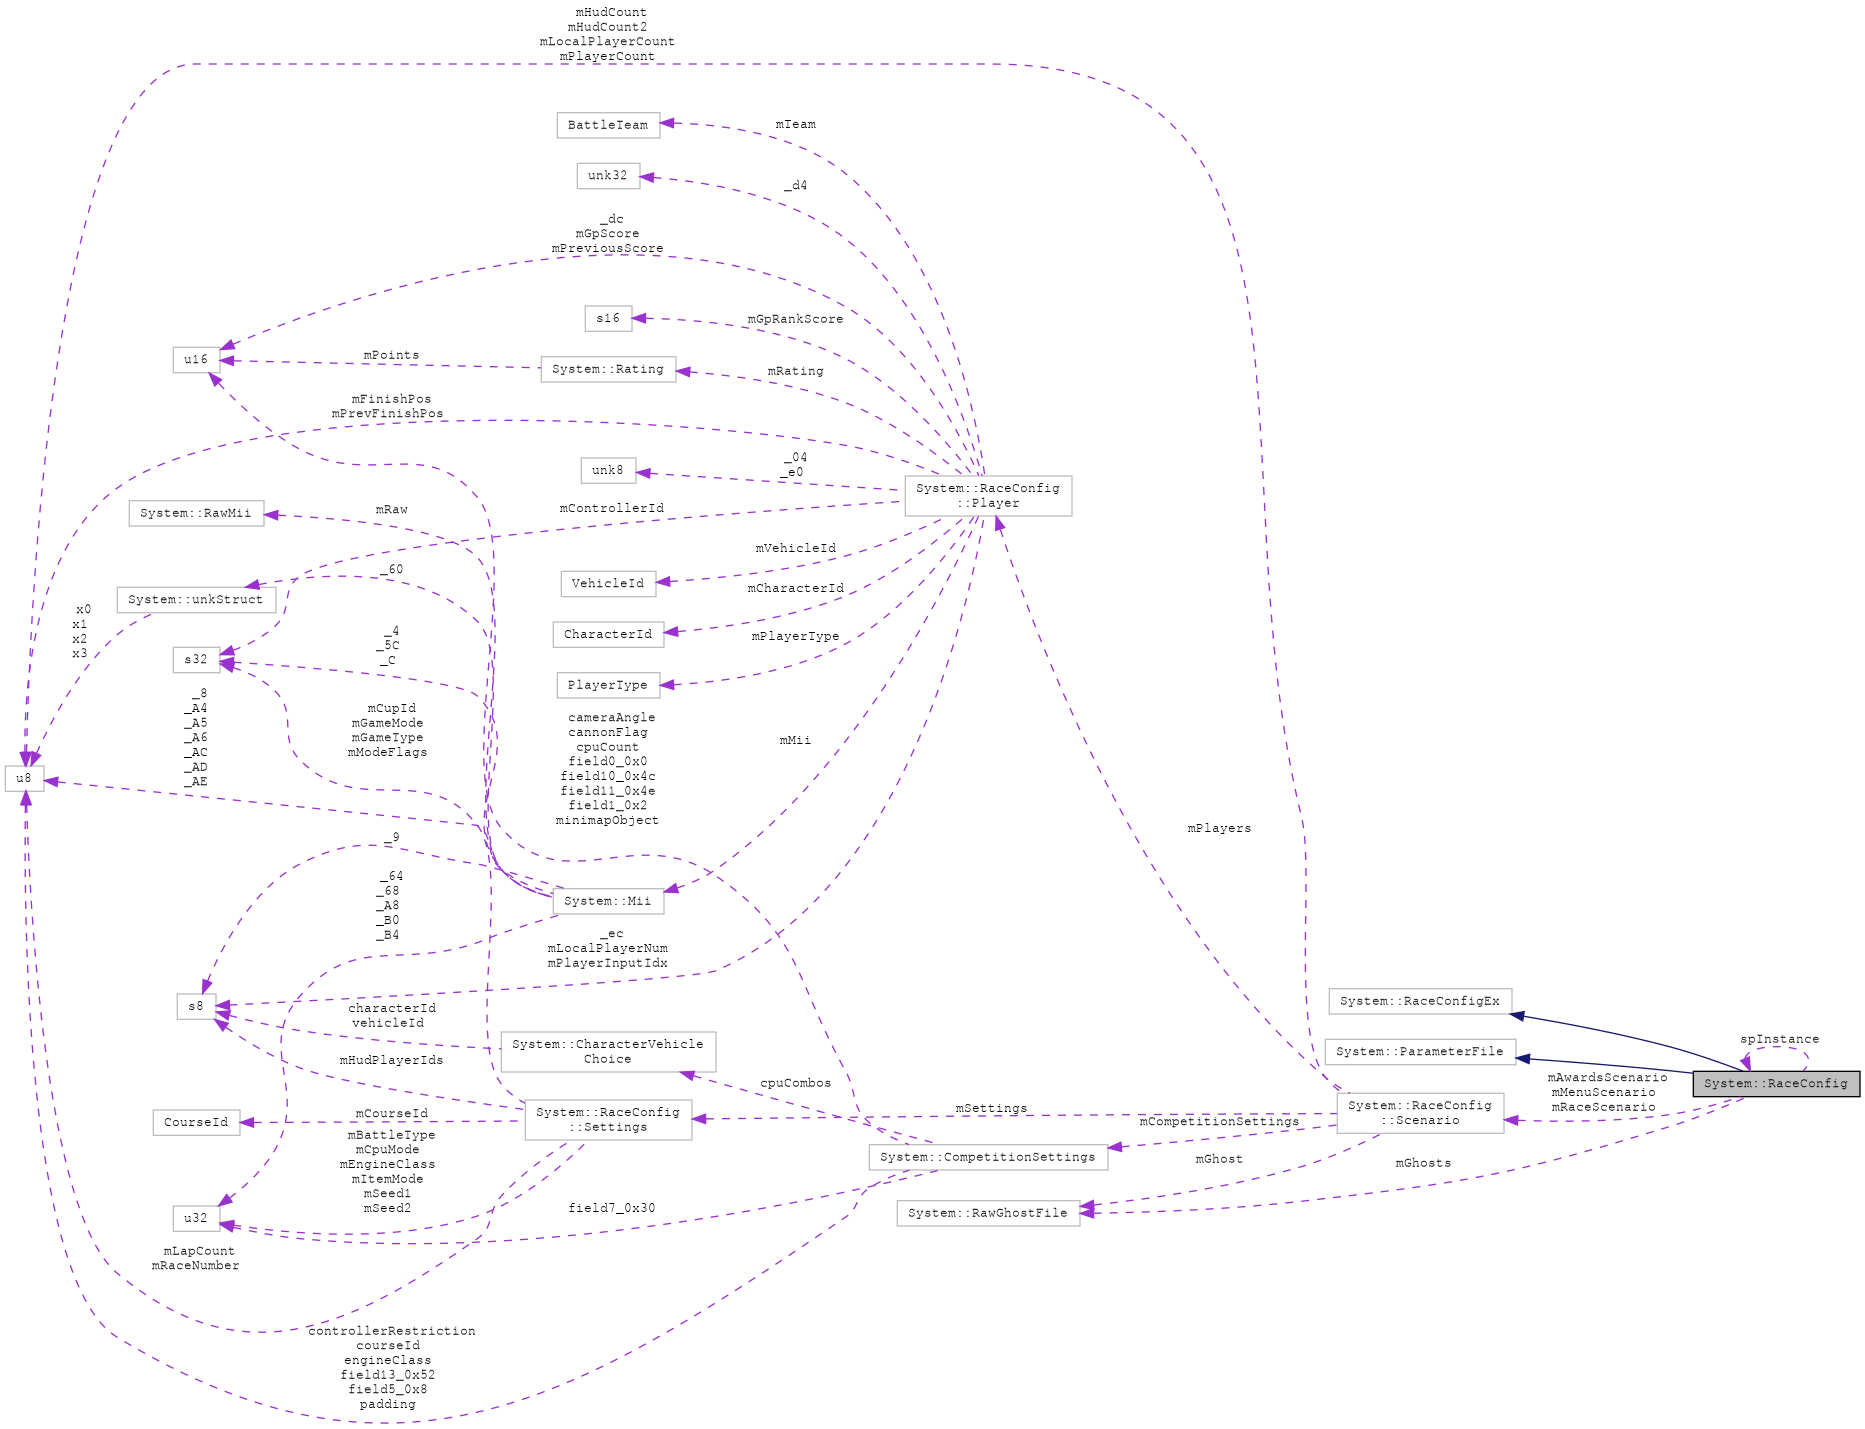 mHudCount
mHudCount2
mLocalPlayerCount
mPlayerCount
BattleTeam
mTeam
unk32
_d4
_dc
mGpScore
mPreviousScore
s16
mGpRankScore
u16
mPoints
System::Rating
mRating
mFinishPos
mPrevFinishPos
unk8
_04
_e0
System::RaceConfig
::Player
System::RawMii
mRaw
mControllerId
mVehicleId
VehicleId
_60
System::unkStruct
mCharacterId
x0
x1
x2
x3
CharacterId
_4
_5C
_C
s32
mPlayerType
PlayerType
_8
_A4
_A5
_A6
_AC
_AD
_AE
mCupId
mGameMode
mGameType
mModeFlags
cameraAngle
cannonFlag
cpuCount
field0_0x0
field10_0x4c
field11_0x4e
field1_0x2
minimapObject
mMii
u8
mPlayers
_9
_64
_68
_A8
_B0
_B4
System::Mii
_ec
mLocalPlayerNum
mPlayerInputIdx
s8
characterId
vehicleId
System::RaceConfigEx
System::CharacterVehicle
Choice
System::ParameterFile
spInstance
mHudPlayerIds
cpuCombos
mAwardsScenario
mMenuScenario
mRaceScenario
System::RaceConfig
CourseId
mCourseId
System::RaceConfig
::Settings
mSettings
System::RaceConfig
::Scenario
mCompetitionSettings
mBattleType
mCpuMode
mEngineClass
mItemMode
mSeed1
mSeed2
System::CompetitionSettings
mGhost
mGhosts
u32
field7_0x30
System::RawGhostFile
mLapCount
mRaceNumber
controllerRestriction
courseId
engineClass
field13_0x52
field5_0x8
padding